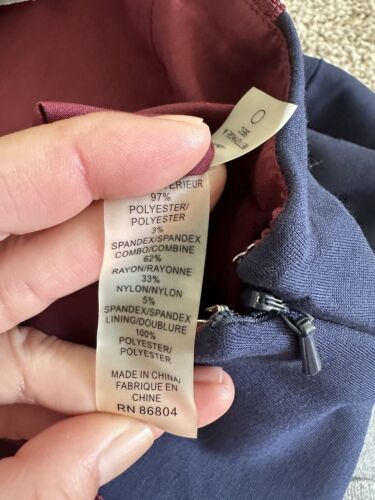 0
97%
POLYESTER/
POLYESTER
3%
SPANDEX/SPANDEX
COMBO/COMBINE
62%
RAYON/RAYONNE
33%
NYLON/NYLON
5%
SPANDEX/SPANDEX
LINING/DOUBLURE
100%
POLYESTER/
POLYESTER
MADE IN CHINA/
FABRIQUE EN
CHINE
RN 86804